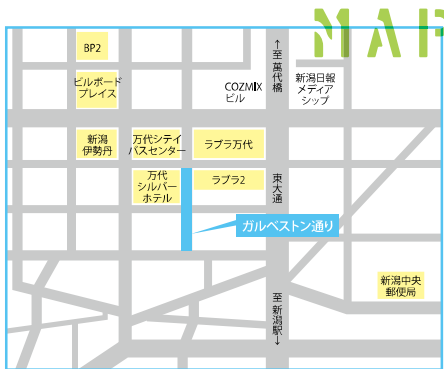 MAP
BP2
ビルボード
プレイス
COZMIX
ビル
←至 萬代橋
新潟日報
メディア
シップ
新潟
伊勢丹
万代シテイ
バスセンター
ラブラ万代
万代
シルバー
ホテル
ラブラ2
東大通
ガルベストン通り
新潟中央
郵便局
至 新潟駅→